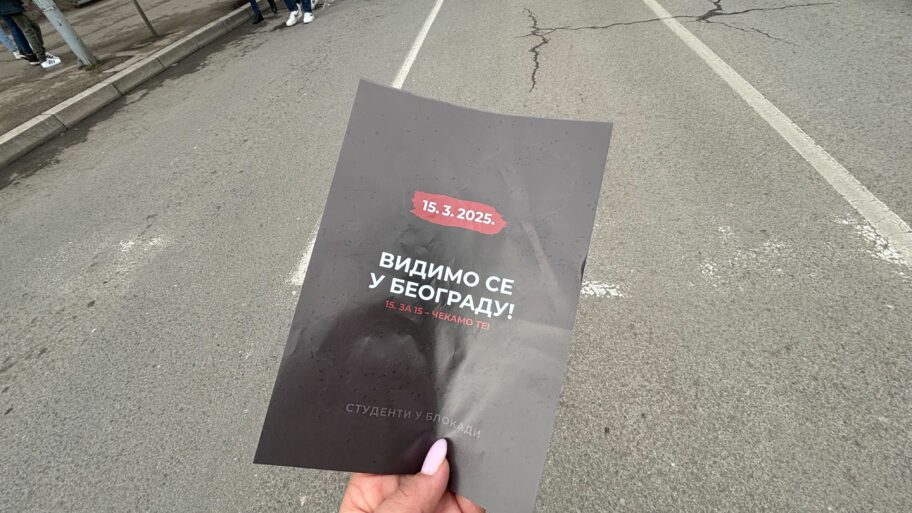 15. 3. 2025.
ВИДИМО СЕ
У БЕОГРАДУ!
15. ЗА 15 – ЧЕКАМО ТЕ!
СТУДЕНТИ У БЛОКАДИ